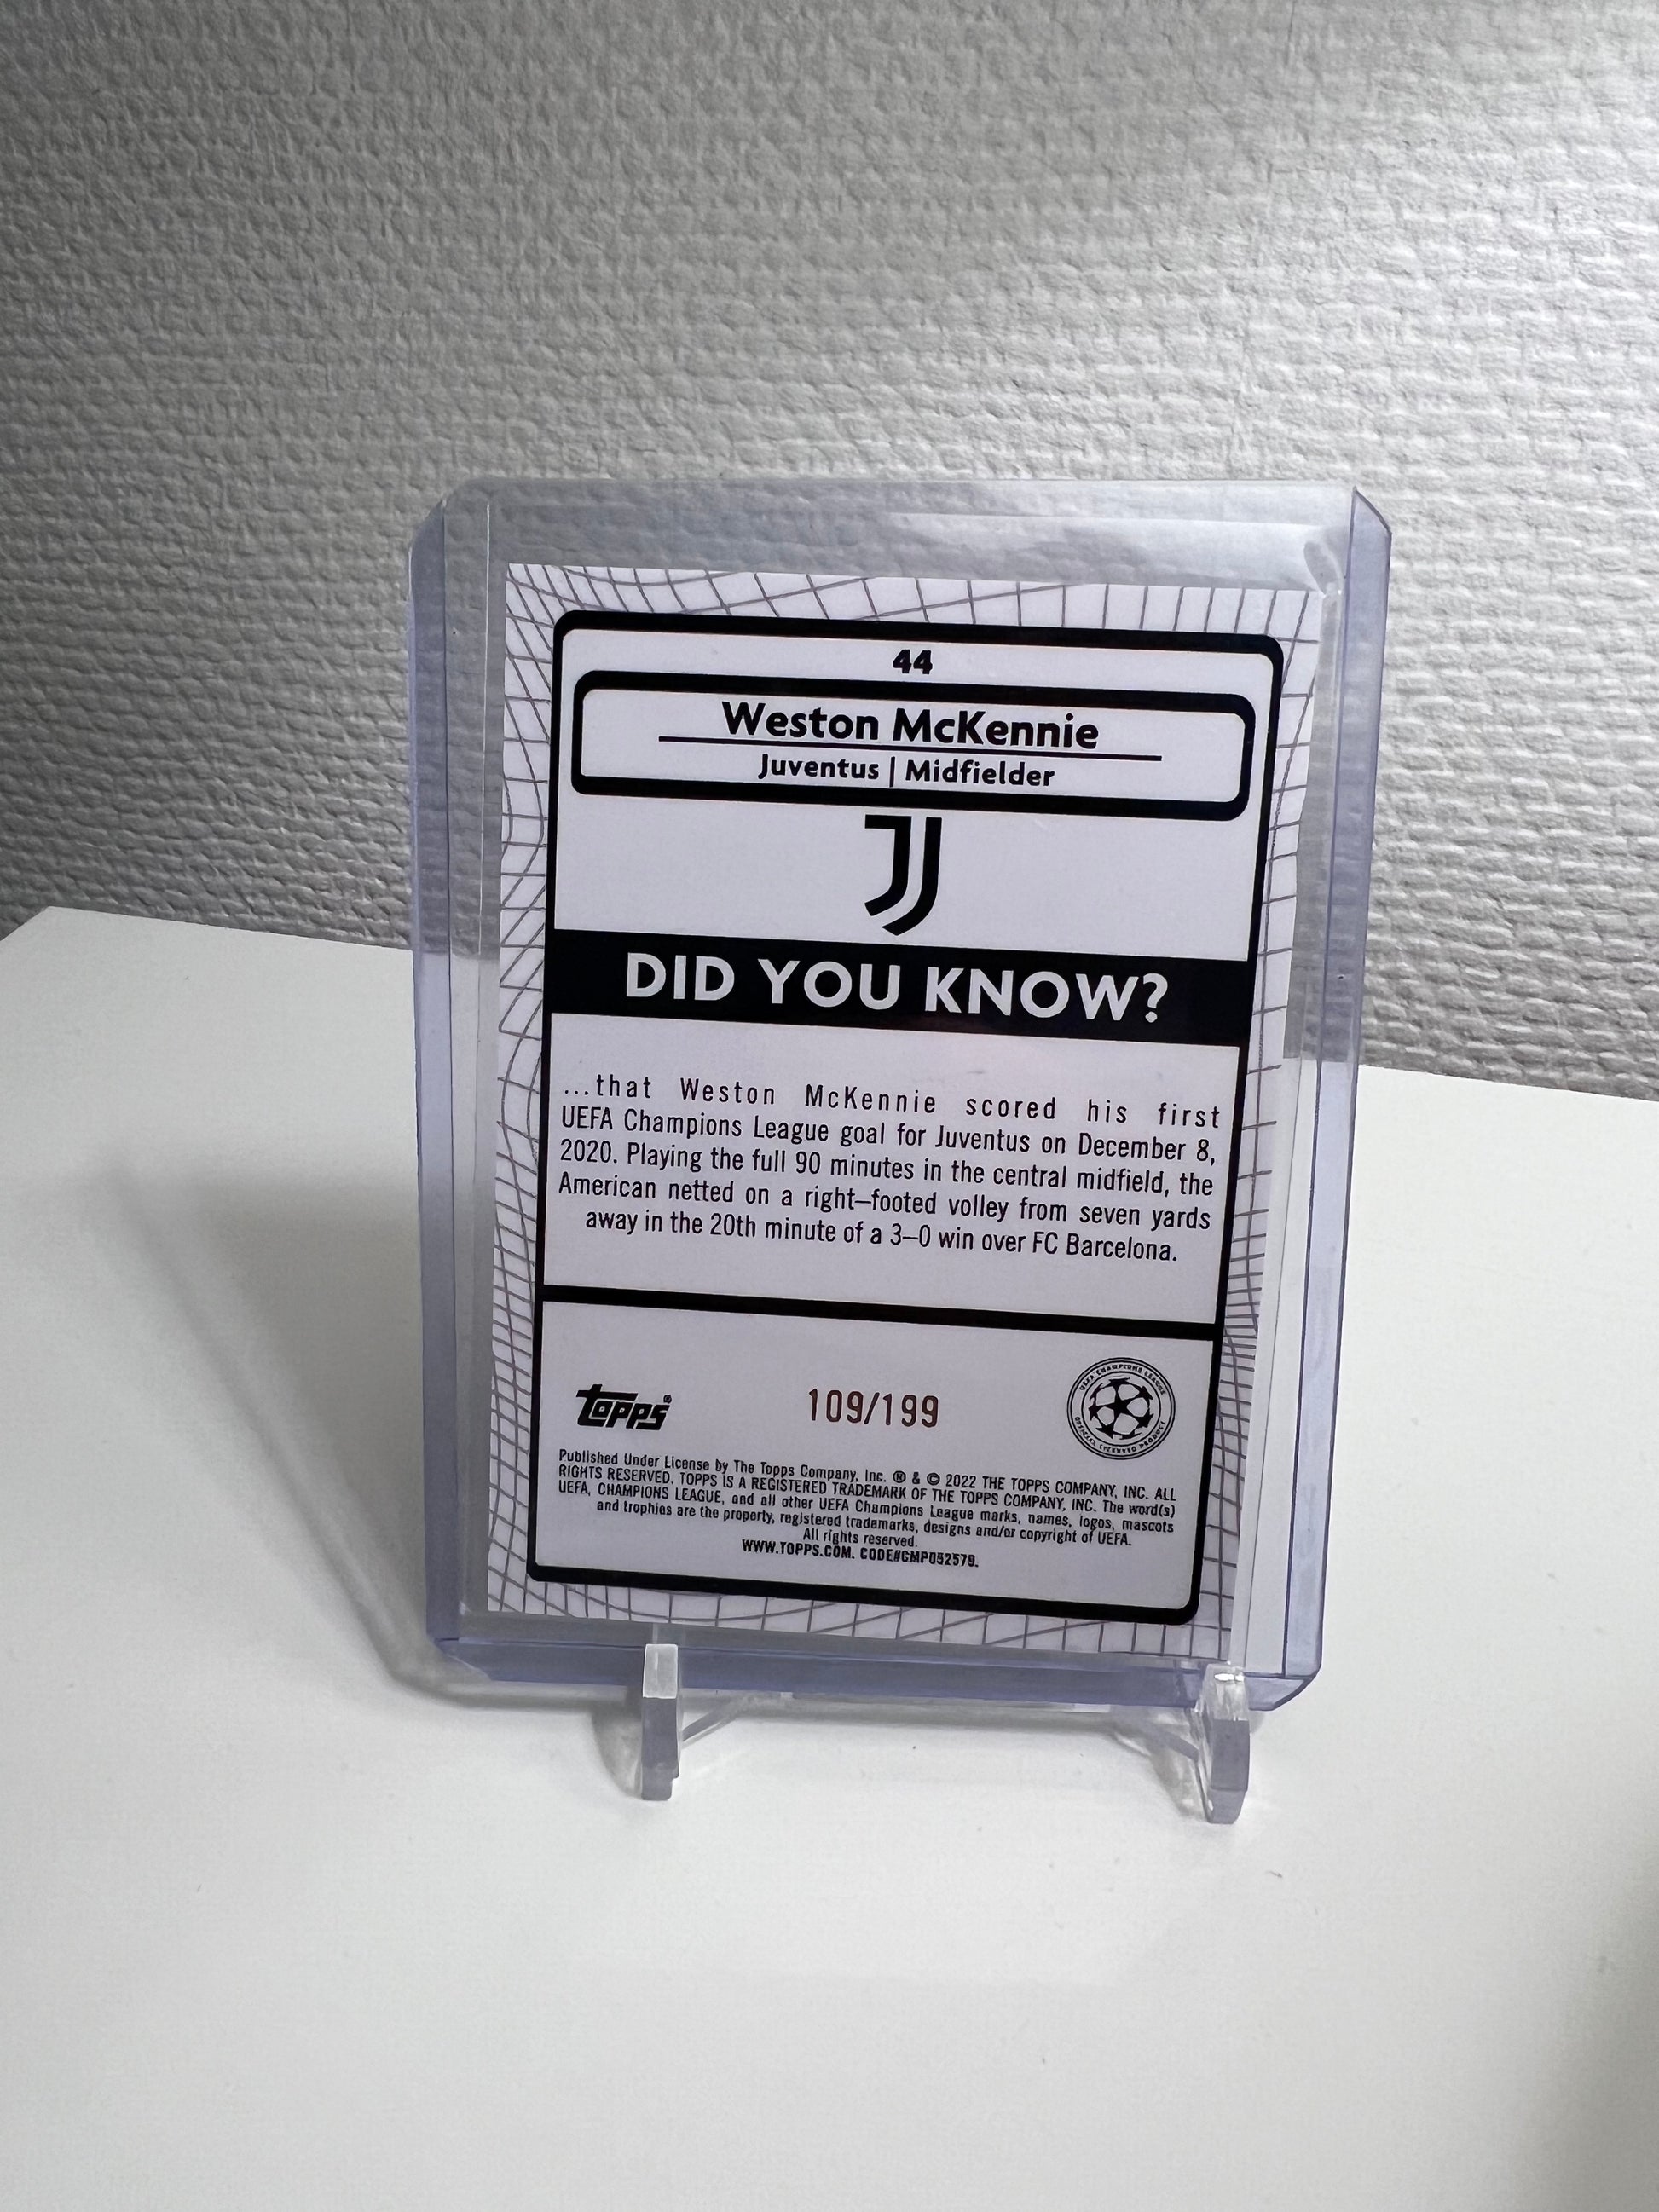 44
Weston McKennie
Juventus | Midfielder
DID YOU KNOW?
...that Weston McKennie scored his first
UEFA Champions League goal for Juventus on December 8,
2020. Playing the full 90 minutes in the central midfield, the
American netted on a right–footed volley from seven yards
away in the 20th minute of a 3–0 win over FC Barcelona.
topps®
109/199
UEFA CHAMPIONS LEAGUE
OFFICIAL LICENSED PRODUCT
Published Under License by The Topps Company, Inc. ® & © 2022 THE TOPPS COMPANY, INC. ALL
RIGHTS RESERVED. TOPPS IS A REGISTERED TRADEMARK OF THE TOPPS COMPANY, INC. The word(s)
UEFA, CHAMPIONS LEAGUE, and all other UEFA Champions League marks, names, logos, mascots
and trophies are the property, registered trademarks, designs and/or copyright of UEFA.
All rights reserved.
WWW.TOPPS.COM. CODE#CMP052579.